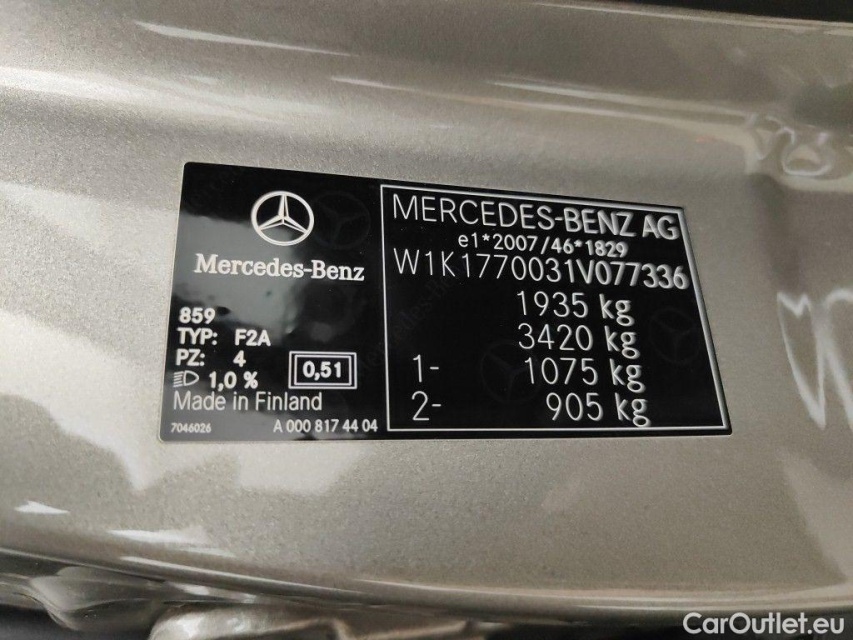 Mercedes-Benz
859
TYP: F2A
PZ: 4
1,0 %
0,51
Made in Finland
7046026 A 000 817 44 04
MERCEDES-BENZ AG
e1*2007/46*1829
W1K1770031V077336
1935 kg
3420 kg
1- 1075 kg
2- 905 kg
CarOutlet.eu